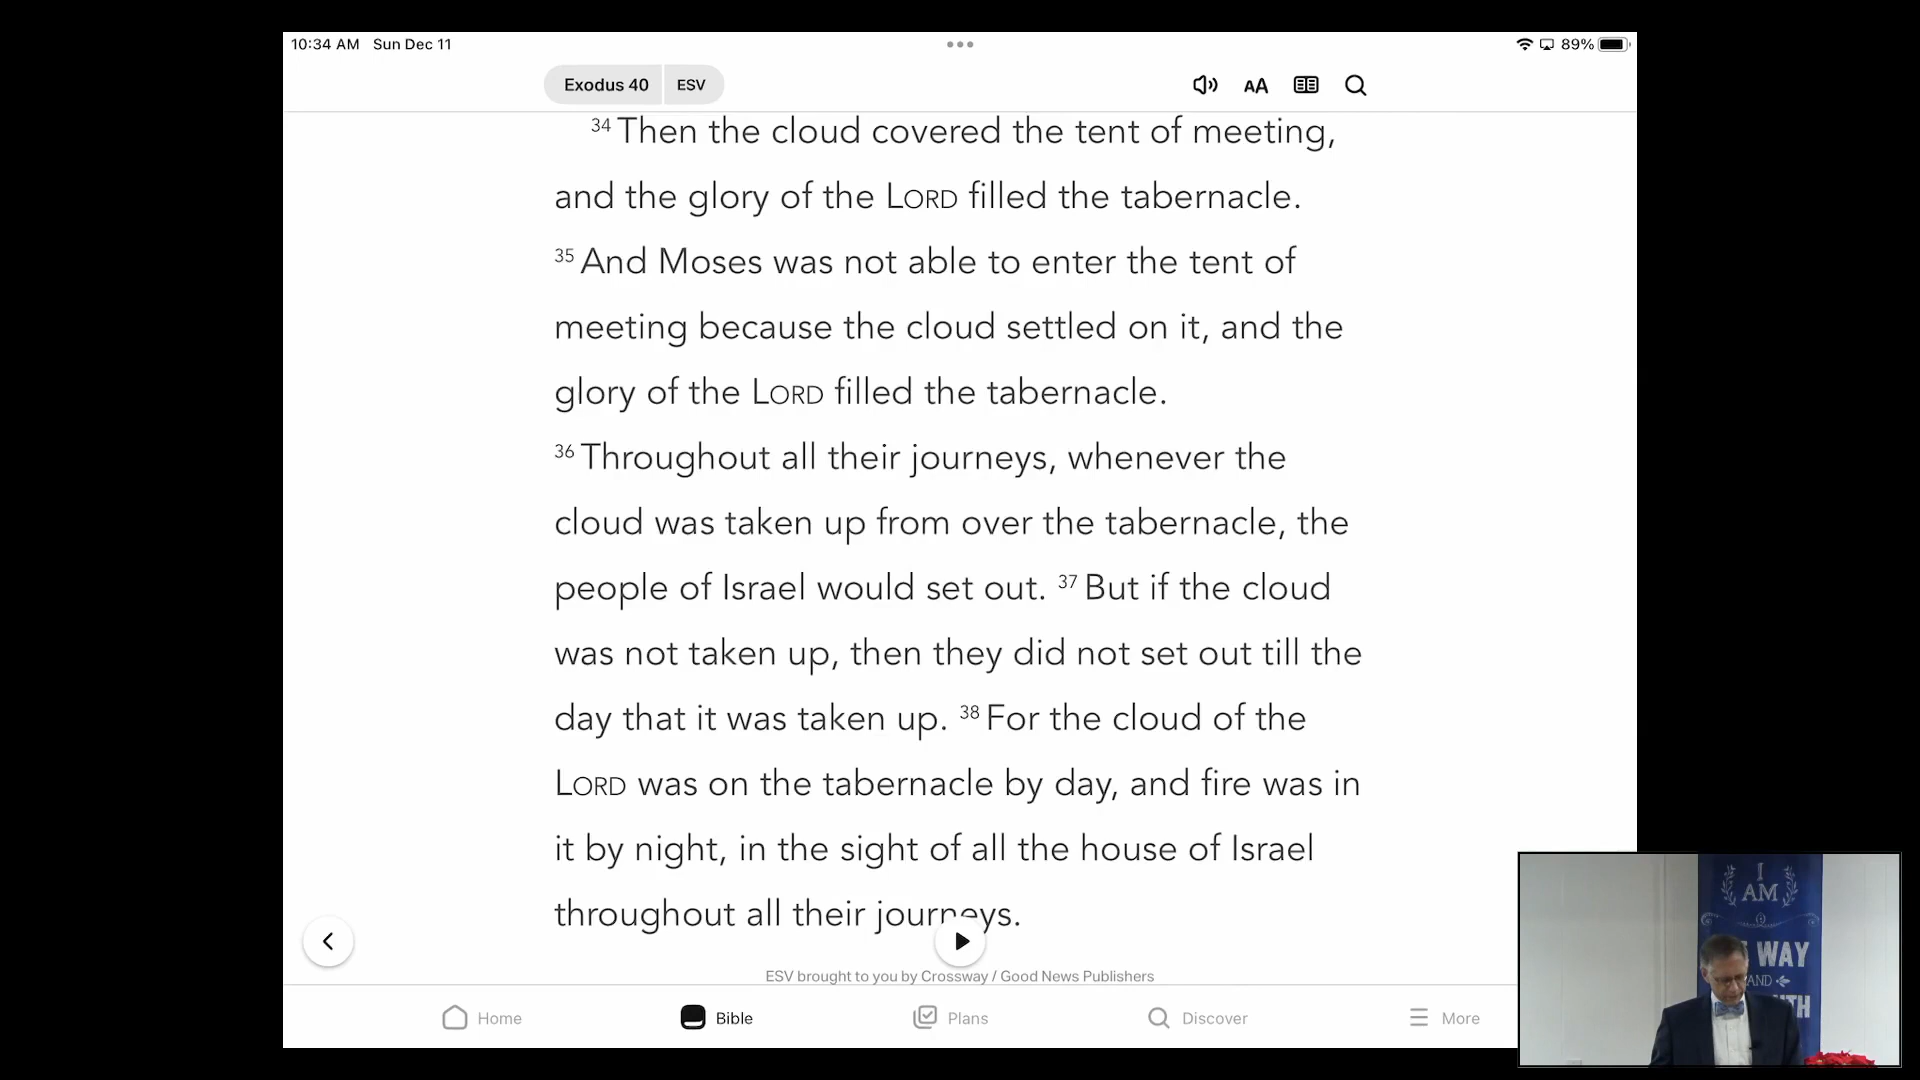 10:34 AM Sun Dec 11
89%
Exodus 40 ESV
AA
34 Then the cloud covered the tent of meeting,
and the glory of the LORD filled the tabernacle.
35 And Moses was not able to enter the tent of
meeting because the cloud settled on it, and the
glory of the LORD filled the tabernacle.
36 Throughout all their journeys, whenever the
cloud was taken up from over the tabernacle, the
people of Israel would set out. 37 But if the cloud
was not taken up, then they did not set out till the
day that it was taken up. 38 For the cloud of the
LORD was on the tabernacle by day, and fire was in
it by night, in the sight of all the house of Israel
throughout all their journeys.
ESV brought to you by Crossway / Good News Publishers
Home Bible Plans Discover More
I
AM
WAY
AND